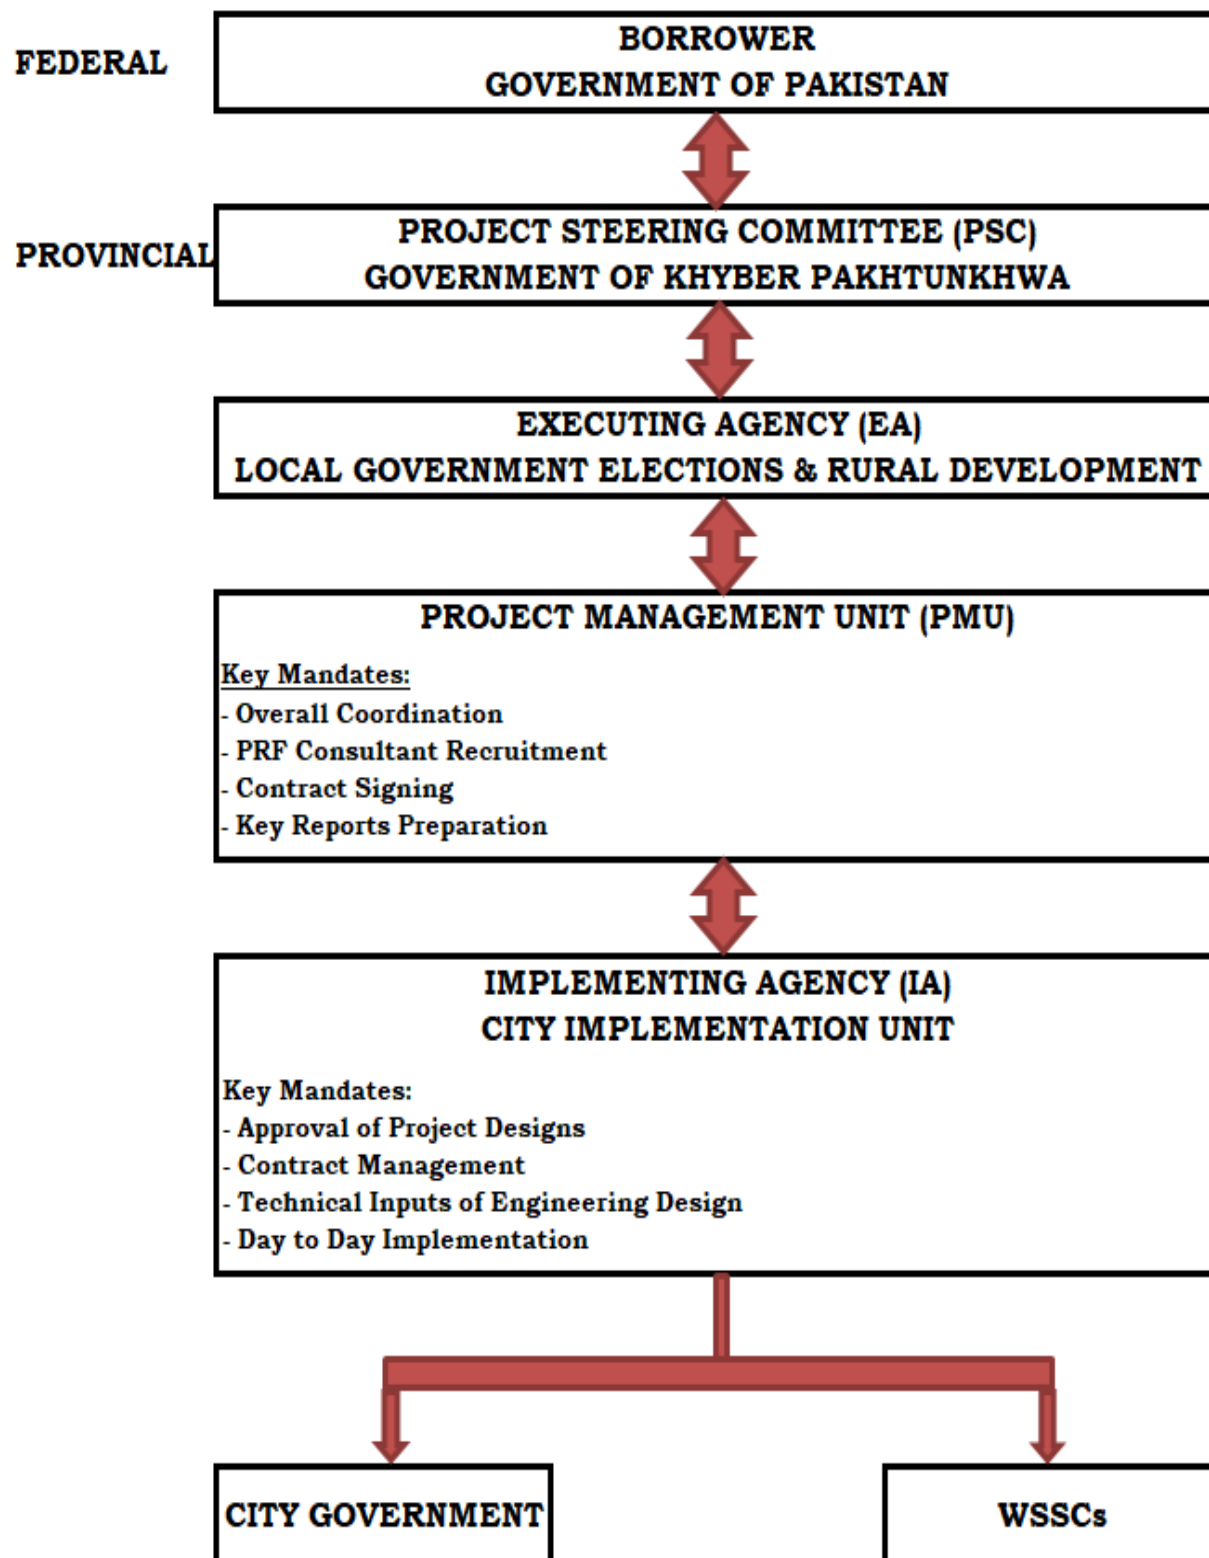 FEDERAL
BORROWER
GOVERNMENT OF PAKISTAN
PROVINCIAL
PROJECT STEERING COMMITTEE (PSC)
GOVERNMENT OF KHYBER PAKHTUNKHWA
EXECUTING AGENCY (EA)
LOCAL GOVERNMENT ELECTIONS & RURAL DEVELOPMENT
PROJECT MANAGEMENT UNIT (PMU)
Key Mandates:
- Overall Coordination
- PRF Consultant Recruitment
- Contract Signing
- Key Reports Preparation
IMPLEMENTING AGENCY (IA)
CITY IMPLEMENTATION UNIT
Key Mandates:
- Approval of Project Designs
- Contract Management
- Technical Inputs of Engineering Design
- Day to Day Implementation
CITY GOVERNMENT
WSSCs